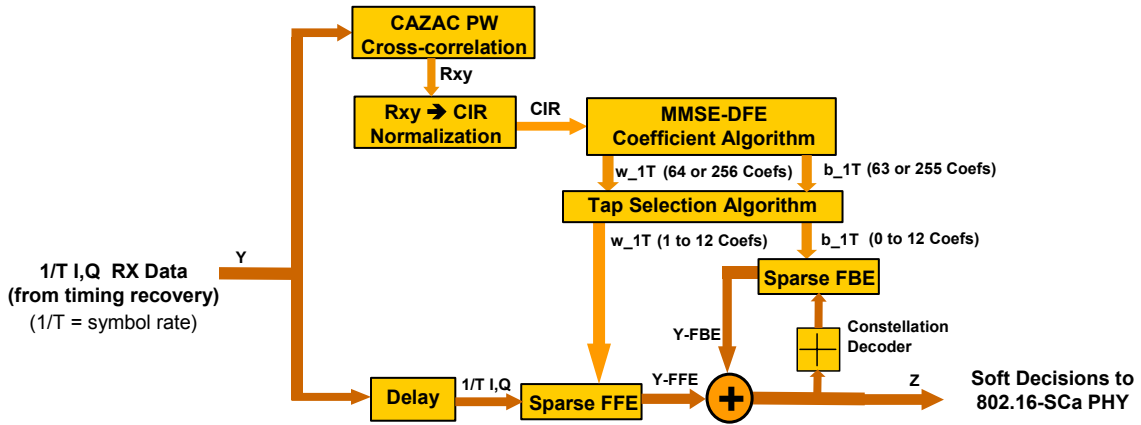 CAZAC PW
Cross-correlation
Rxy
Rxy ➔ CIR
Normalization
CIR
MMSE-DFE
Coefficient Algorithm
w_1T (64 or 256 Coefs)
b_1T (63 or 255 Coefs)
Tap Selection Algorithm
w_1T (1 to 12 Coefs)
b_1T (0 to 12 Coefs)
Y
1/T I,Q RX Data
(from timing recovery)
(1/T = symbol rate)
Sparse FBE
Y-FBE
Constellation
Decoder
Delay
1/T I,Q
Sparse FFE
Y-FFE
+
Z
Soft Decisions to
802.16-SCa PHY